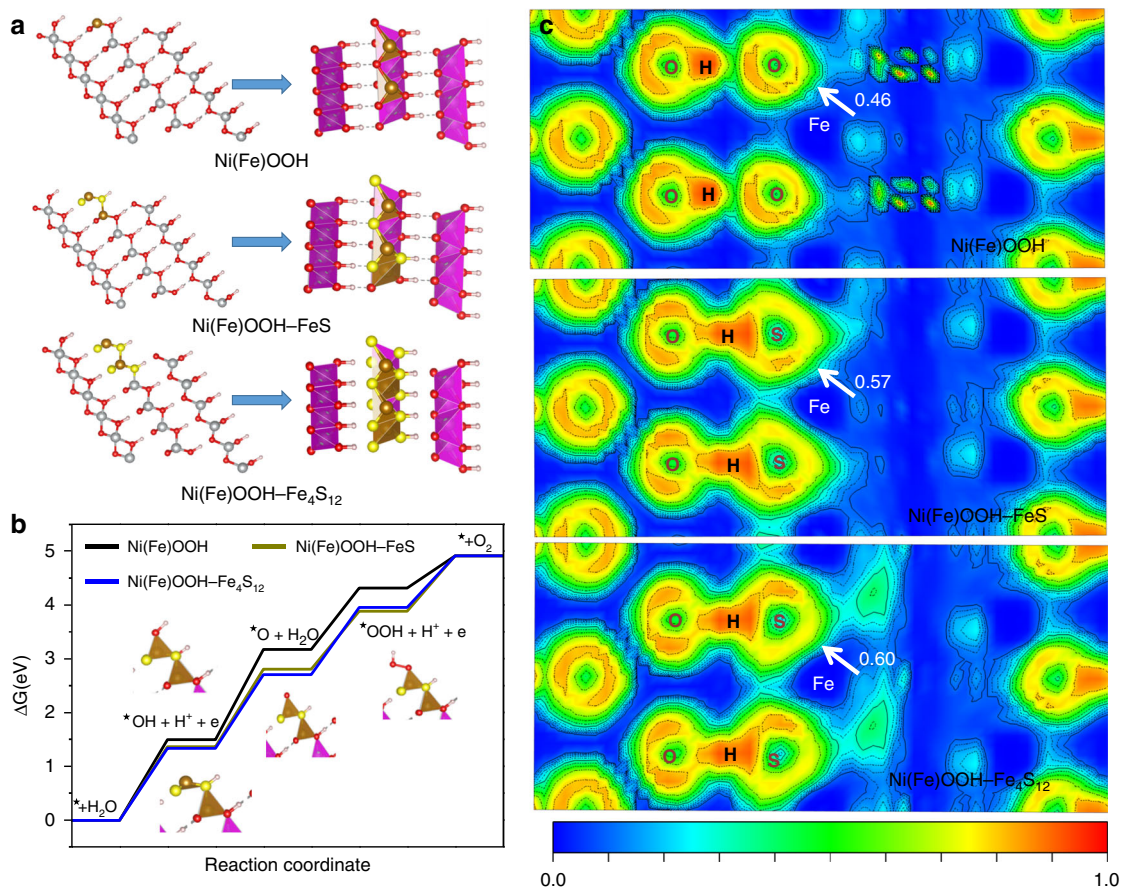 a
Ni(Fe)OOH
Ni(Fe)OOH–FeS
Ni(Fe)OOH–Fe₄S₁₂
b
Ni(Fe)OOH
Ni(Fe)OOH–FeS
Ni(Fe)OOH–Fe₄S₁₂
★+O₂
★O + H₂O
★OOH + H⁺ + e
★OH + H⁺ + e
★+H₂O
5
4
3
2
1
0
ΔG(eV)
Reaction coordinate
c
O H O
0.46
Fe
O H O
Ni(Fe)OOH
O H S
0.57
Fe
O H S
Ni(Fe)OOH–FeS
O H S
0.60
Fe
O H S
Ni(Fe)OOH–Fe₄S₁₂
0.0 1.0